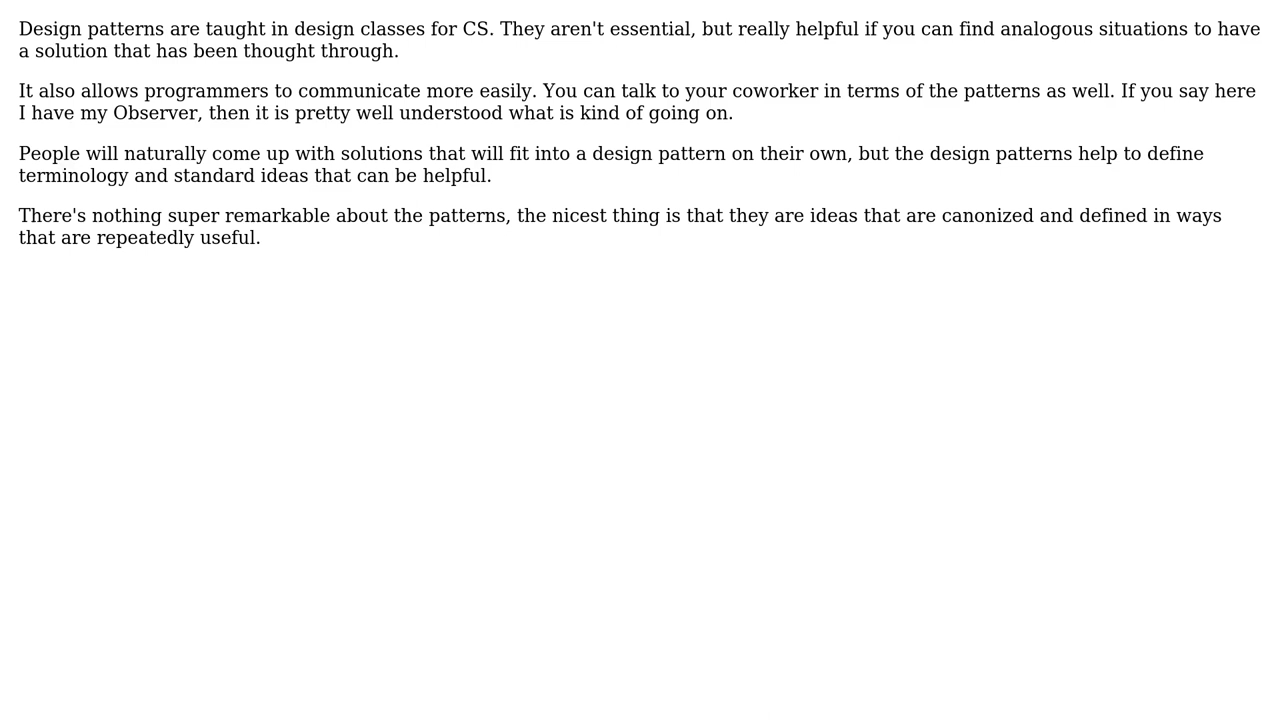 Design patterns are taught in design classes for CS. They aren't essential, but really helpful if you can find analogous situations to have
a solution that has been thought through.
It also allows programmers to communicate more easily. You can talk to your coworker in terms of the patterns as well. If you say here
I have my Observer, then it is pretty well understood what is kind of going on.
People will naturally come up with solutions that will fit into a design pattern on their own, but the design patterns help to define
terminology and standard ideas that can be helpful.
There's nothing super remarkable about the patterns, the nicest thing is that they are ideas that are canonized and defined in ways
that are repeatedly useful.